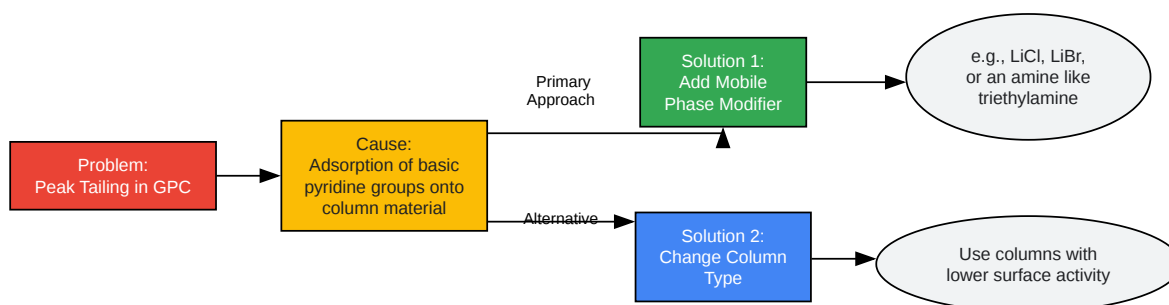 Problem:
Peak Tailing in GPC
Cause:
Adsorption of basic
pyridine groups onto
column material
Primary
Approach
Solution 1:
Add Mobile
Phase Modifier
e.g., LiCl, LiBr,
or an amine like
triethylamine
Alternative
Solution 2:
Change Column
Type
Use columns with
lower surface activity